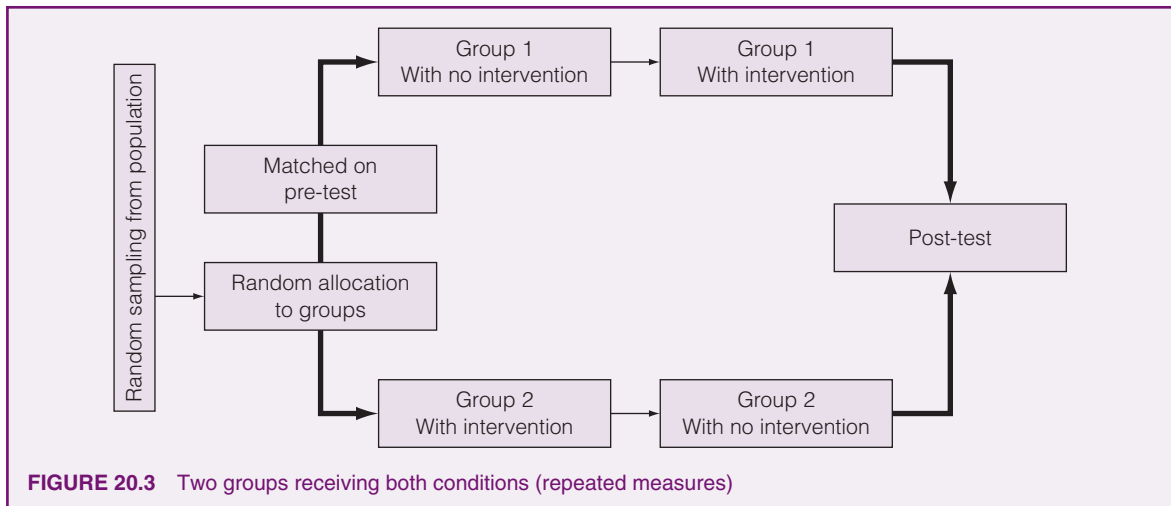 Random sampling from population
Matched on
pre-test
Random allocation
to groups
Group 1
With no intervention
Group 1
With intervention
Group 2
With intervention
Group 2
With no intervention
Post-test
FIGURE 20.3 Two groups receiving both conditions (repeated measures)